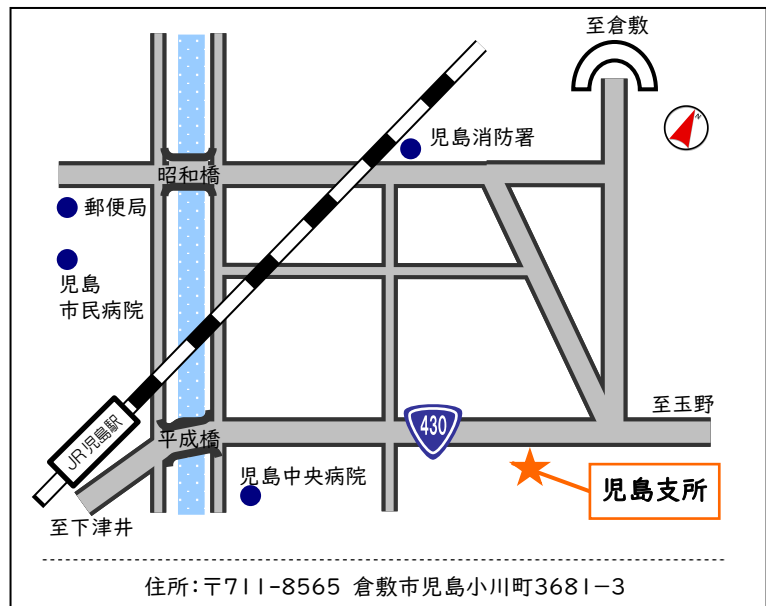 至倉敷
N
児島消防署
昭和橋
郵便局
児島
市民病院
JR児島駅
平成橋
430
至玉野
児島中央病院
児島支所
至下津井
住所:〒711-8565 倉敷市児島小川町3681-3